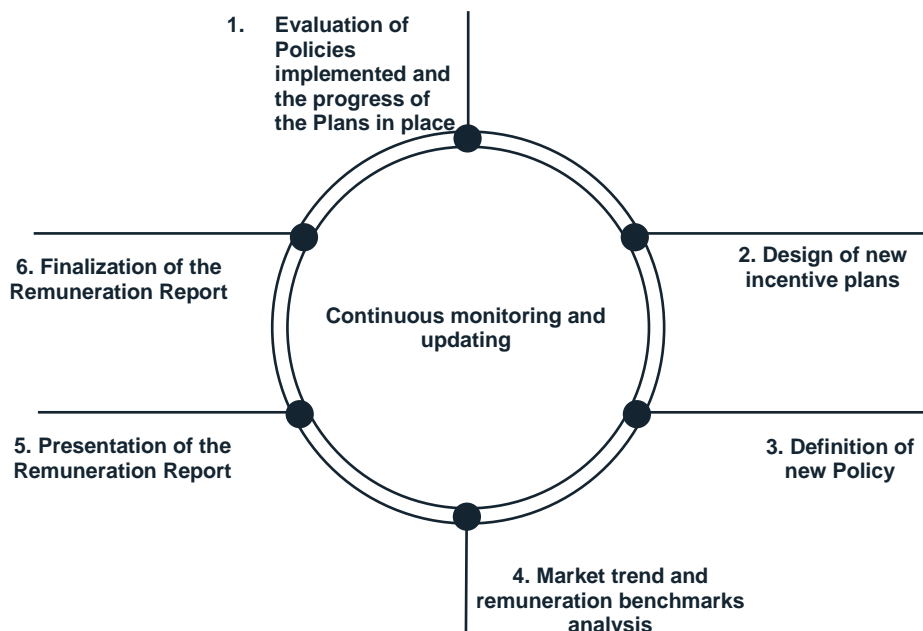 1. Evaluation of
Policies
implemented and
the progress of
the Plans in place
2. Design of new
incentive plans
3. Definition of
new Policy
4. Market trend and
remuneration benchmarks
analysis
5. Presentation of the
Remuneration Report
6. Finalization of the
Remuneration Report
Continuous monitoring and
updating